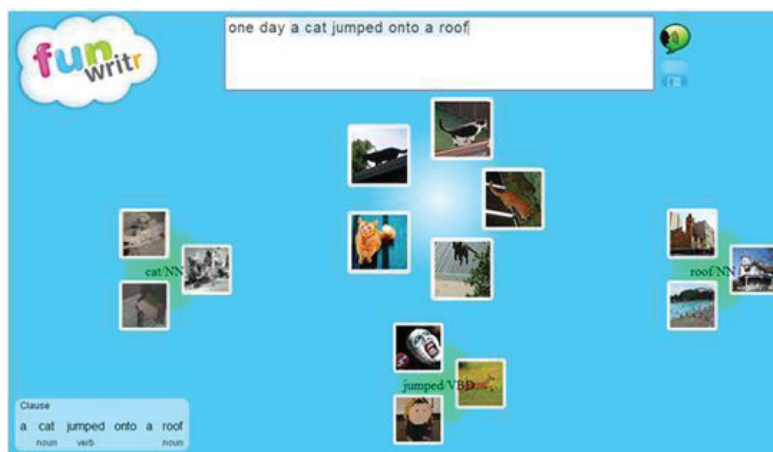 fun
writr
one day a cat jumped onto a roof
cat/NN
roof/NN
jumped/VBD
Clause
a cat jumped onto a roof
noun verb noun